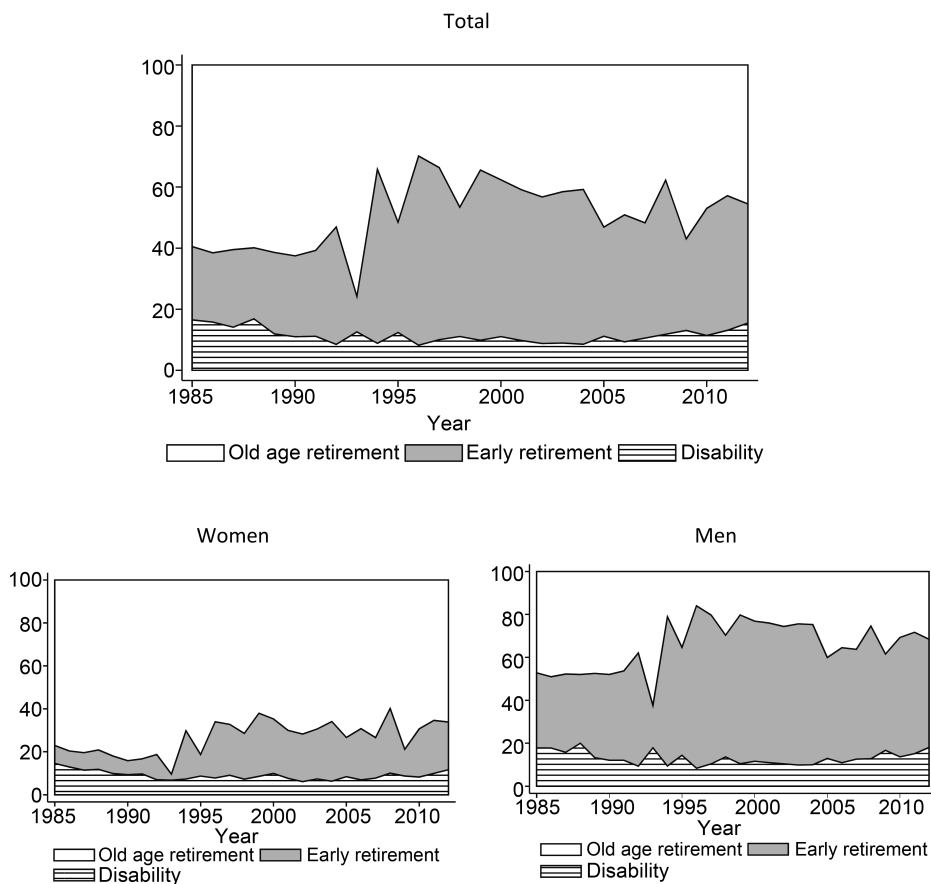 Total
100
80
60
40
20
0
1985 1990 1995 2000 2005 2010
Year
Old age retirement Early retirement Disability
Women
100
80
60
40
20
0
1985 1990 1995 2000 2005 2010
Year
Old age retirement Early retirement
Disability
Men
100
80
60
40
20
0
1985 1990 1995 2000 2005 2010
Year
Old age retirement Early retirement
Disability